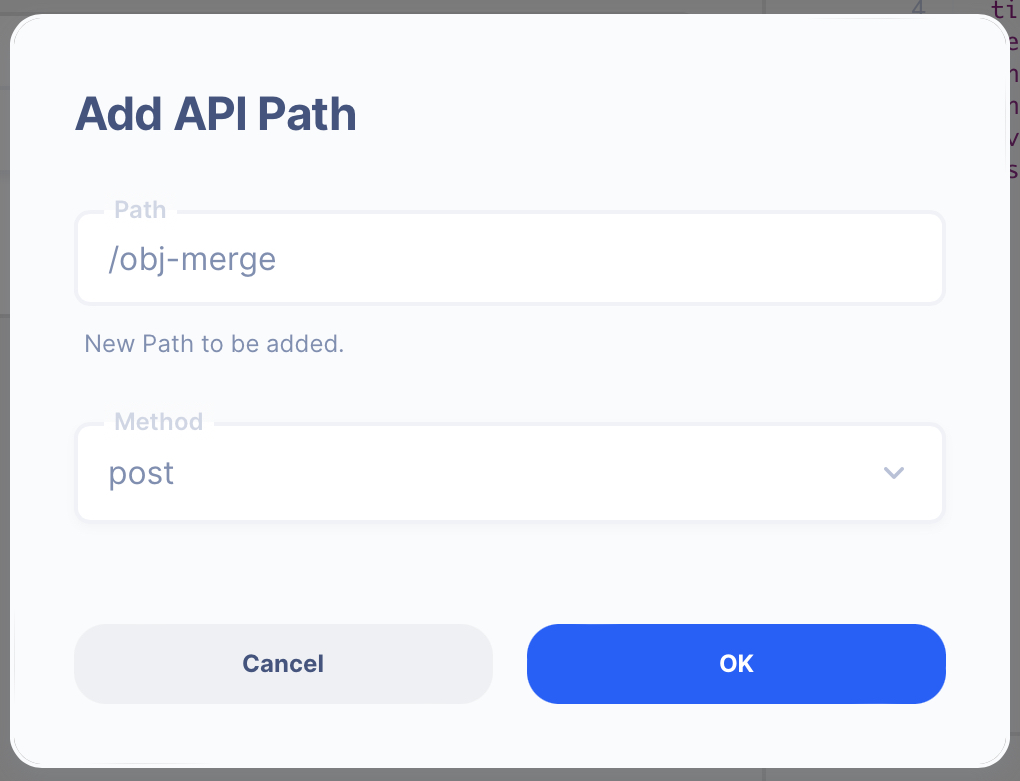 4
ti
Add API Path
Path
/obj-merge
New Path to be added.
Method
post
Cancel
OK